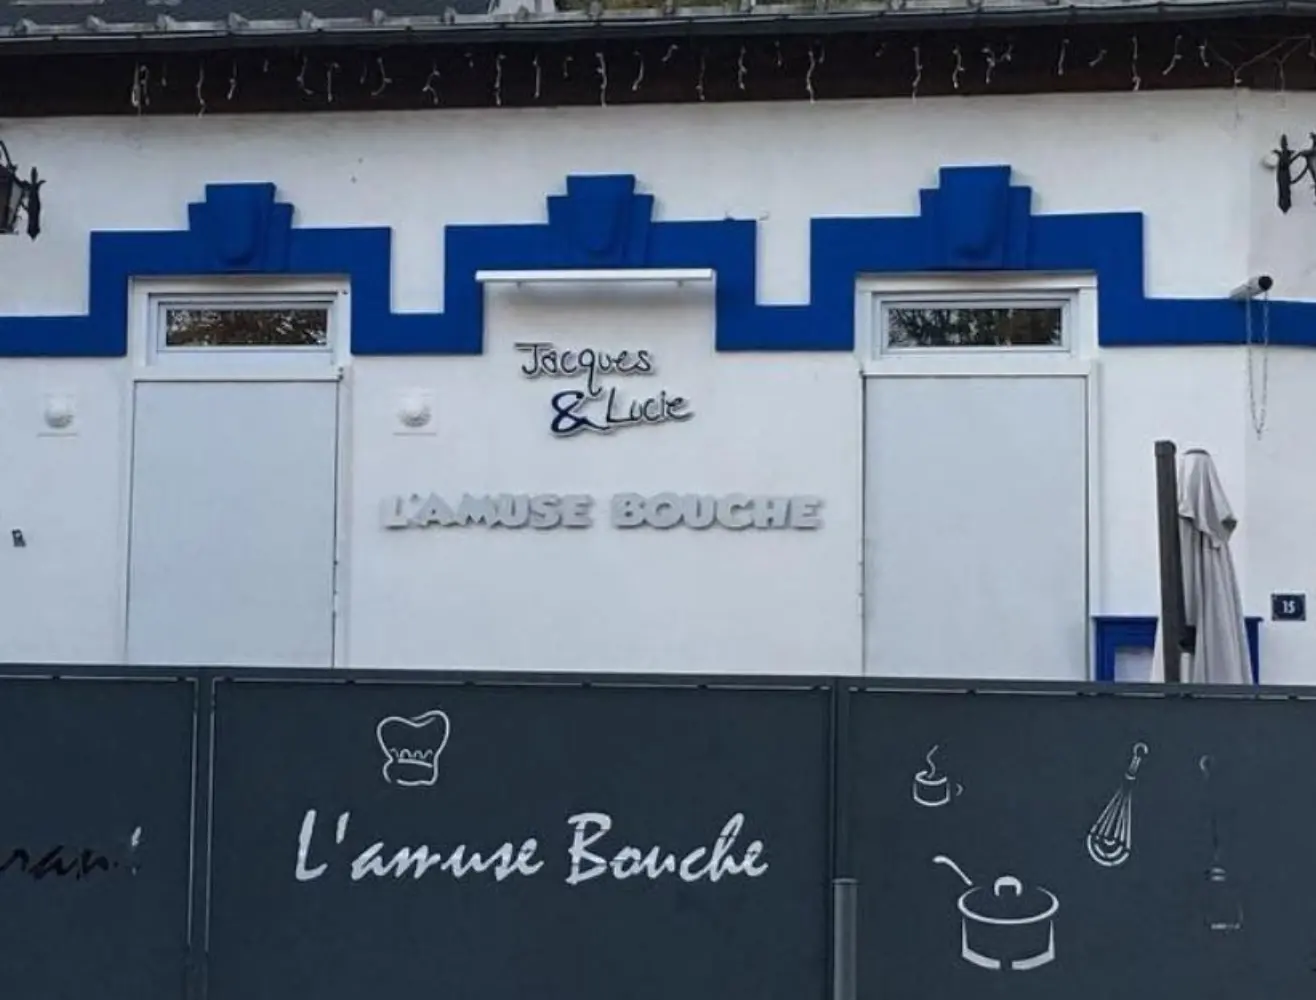 Jacques
& Lucie
L'AMUSE BOUCHE
15
L'amuse Bouche